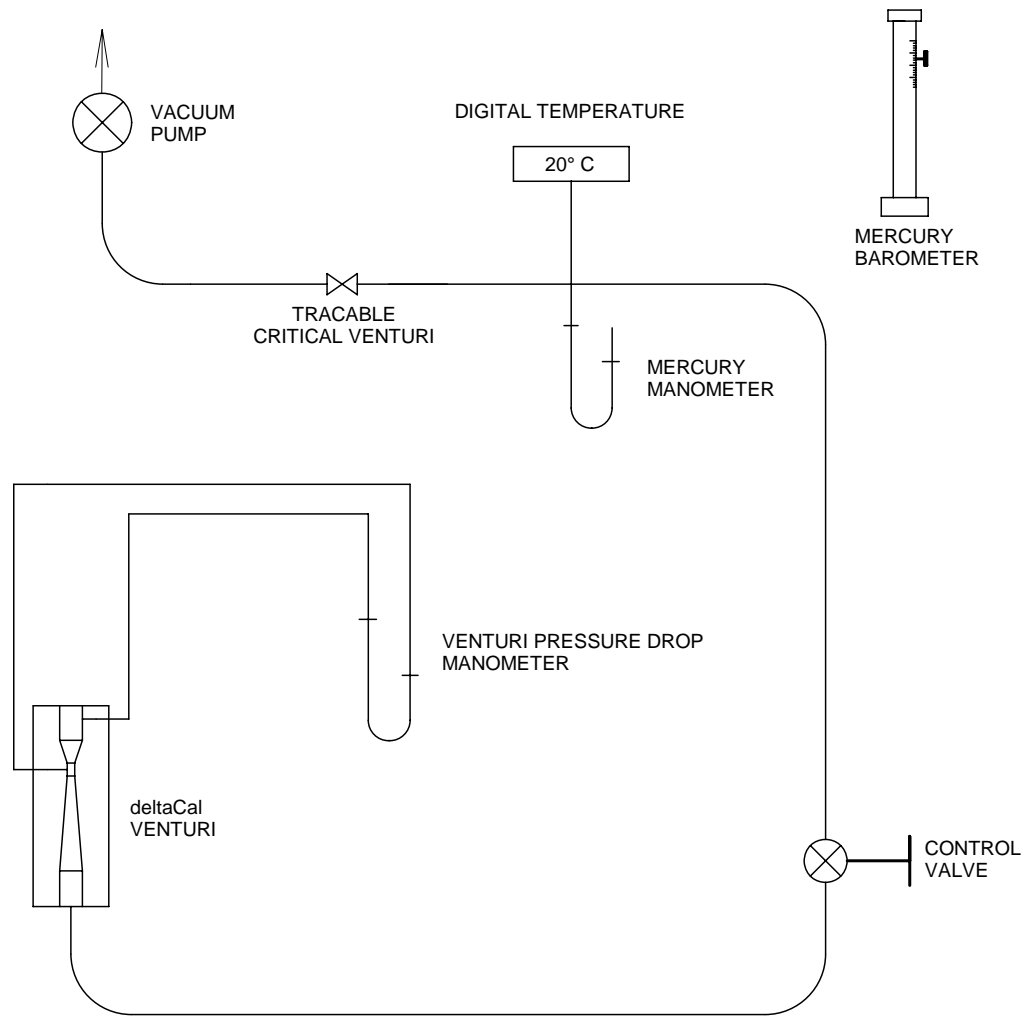 VACUUM
PUMP
DIGITAL TEMPERATURE
20° C
MERCURY
BAROMETER
TRACABLE
CRITICAL VENTURI
MERCURY
MANOMETER
VENTURI PRESSURE DROP
MANOMETER
deltaCal
VENTURI
CONTROL
VALVE